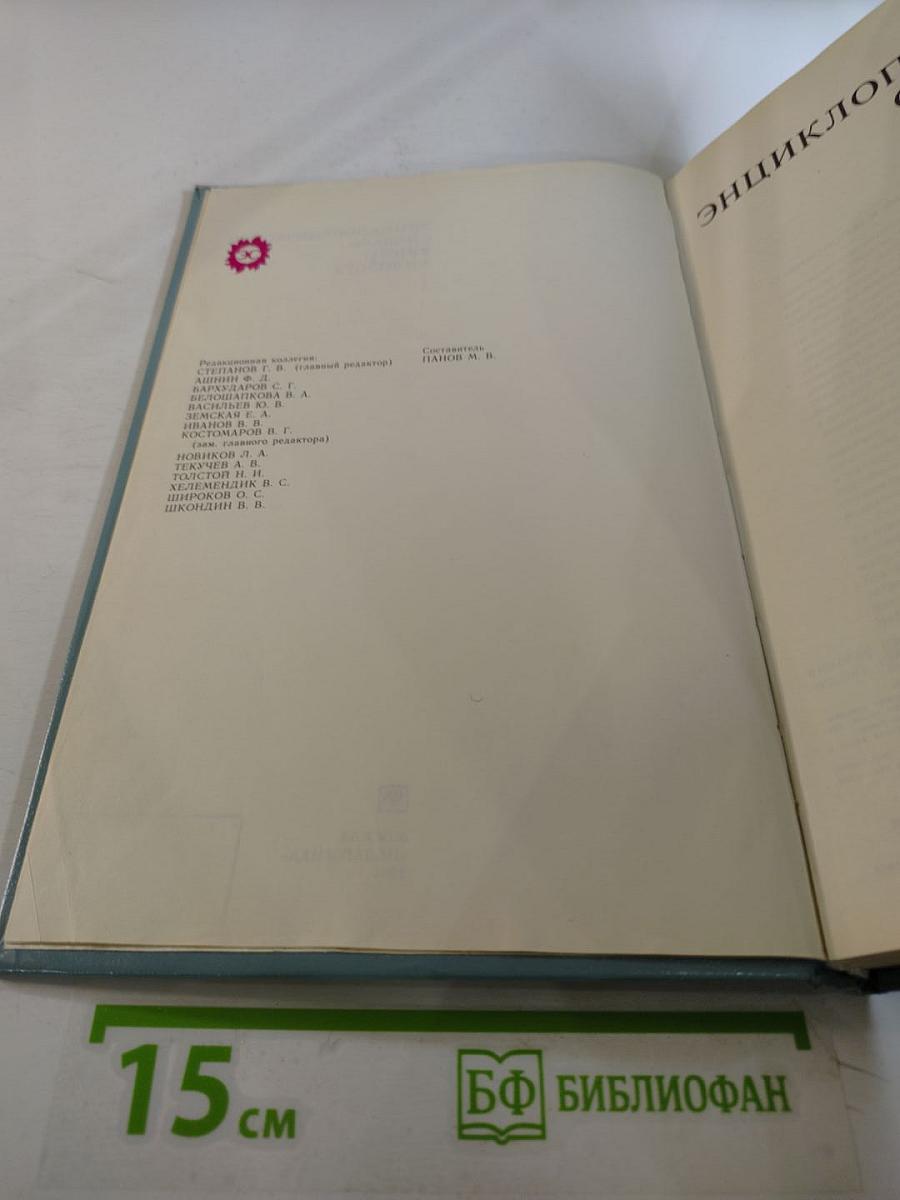 Редакционная коллегия:
СТЕПАНОВ Г. В. (главный редактор)
АШНИН Ф. Д.
БАРХУДАРОВ С. Г.
БЕЛОШАПКОВА В. А.
ВАСИЛЬЕВ Ю. В.
ЗЕМСКАЯ Е. А.
ИВАНОВ В. В.
КОСТОМАРОВ В. Г.
(зам. главного редактора)
НОВИКОВ Л. А.
ТЕКУЧЕВ А. В.
ТОЛСТОЙ Н. И.
ХЕЛЕМЕНДИК В. С.
ШИРОКОВ О. С.
ШКОНДИН В. В.
Составитель
ПАНОВ М. В.
ЭНЦИКЛОП
15 см
БФ БИБЛИОФАН